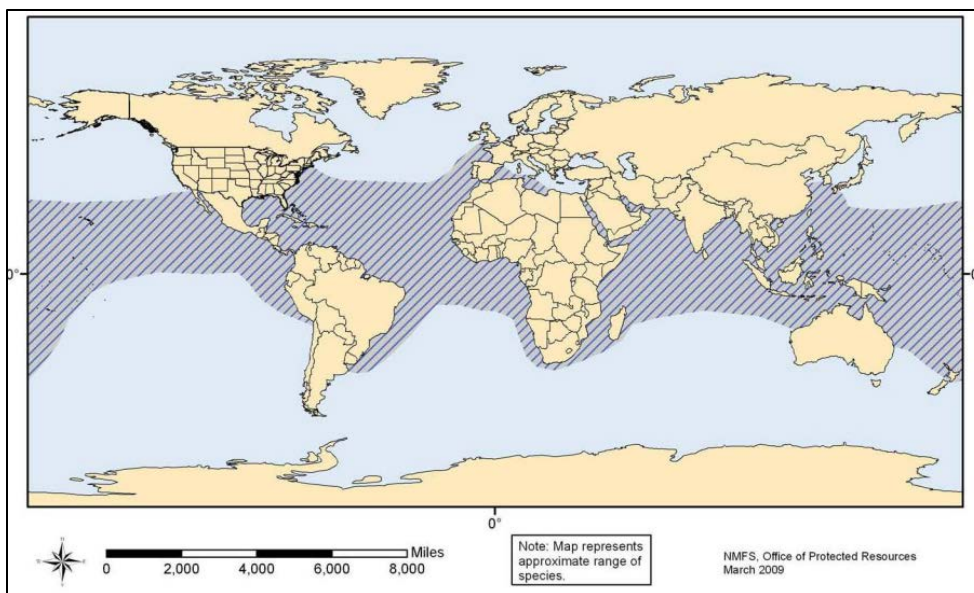 0°
0°
0°
Miles
0 2,000 4,000 6,000 8,000
Note: Map represents
approximate range of
species.
NMFS, Office of Protected Resources
March 2009